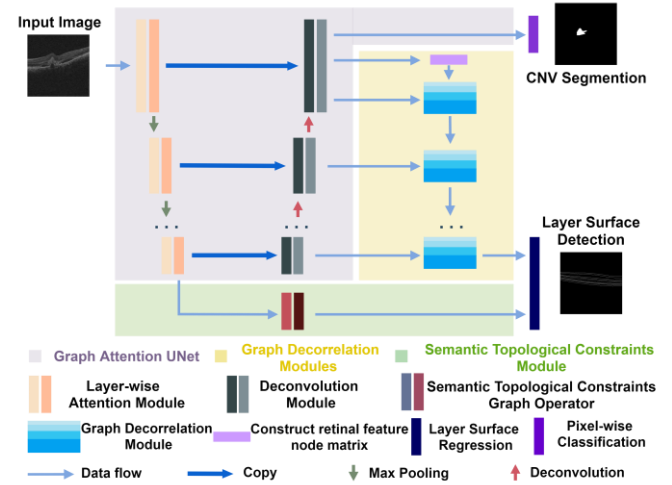 Input Image
CNV Segmention
Layer Surface
Detection
. . .
. . .
. . .
Graph Attention UNet
Graph Decorrelation
Modules
Semantic Topological Constraints
Module
Layer-wise
Attention Module
Deconvolution
Module
Semantic Topological Constraints
Graph Operator
Graph Decorrelation
Module
Construct retinal feature
node matrix
Layer Surface
Regression
Pixel-wise
Classification
Data flow
Copy
Max Pooling
Deconvolution